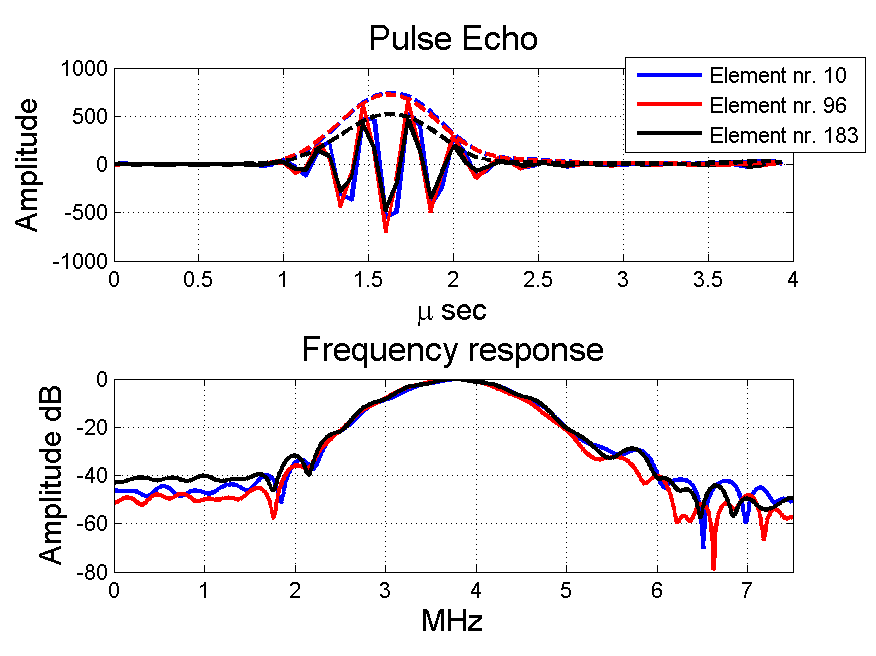 Pulse Echo
1000
500
0
-500
-1000
Amplitude
0 0.5 1 1.5 2 2.5 3 3.5 4
μ sec
Element nr. 10
Element nr. 96
Element nr. 183
Frequency response
0
-20
-40
-60
-80
Amplitude dB
0 1 2 3 4 5 6 7
MHz